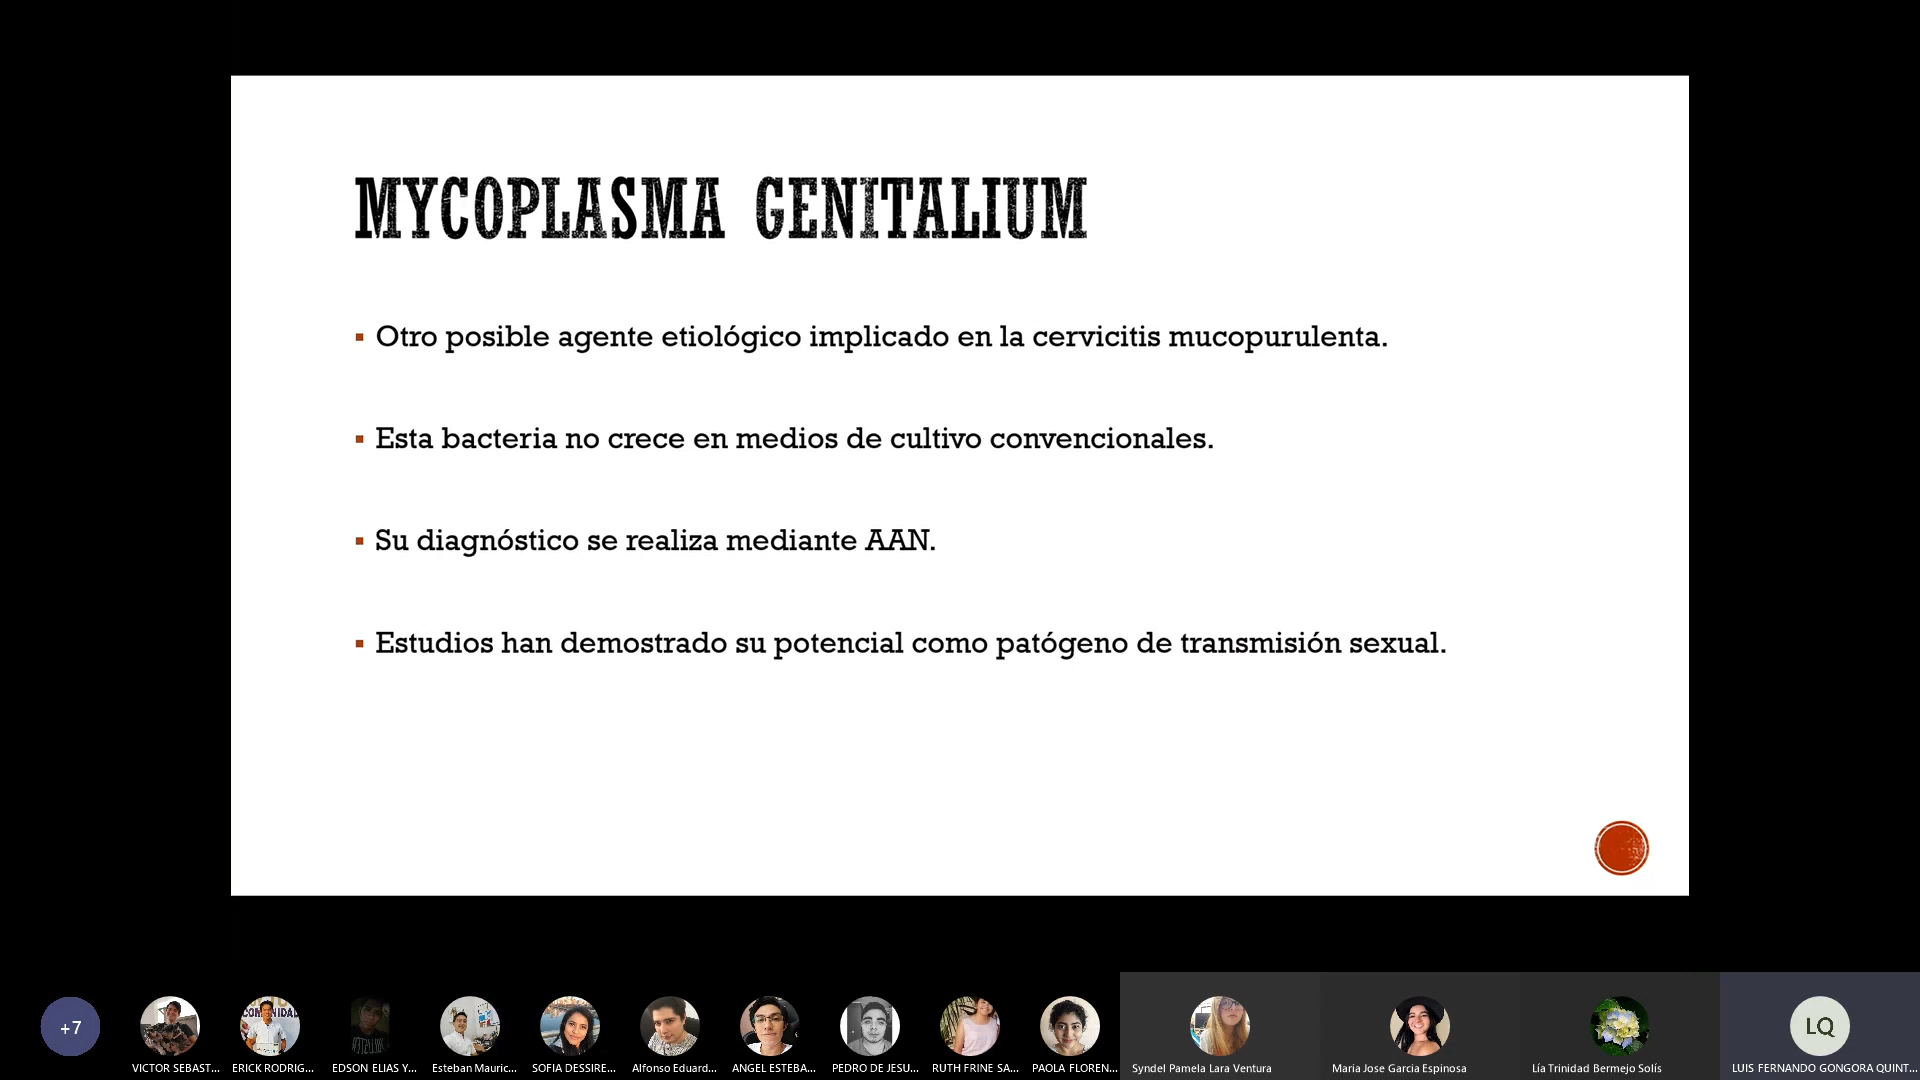 MYCOPLASMA GENITALIUM
Otro posible agente etiológico implicado en la cervicitis mucopurulenta.
Esta bacteria no crece en medios de cultivo convencionales.
Su diagnóstico se realiza mediante AAN.
Estudios han demostrado su potencial como patógeno de transmisión sexual.
+7
LQ
VICTOR SEBAST... ERICK RODRIG... EDSON ELIAS Y... Esteban Mauric... SOFIA DESSIRE... Alfonso Eduard... ANGEL ESTEBA... PEDRO DE JESU... RUTH FRINE SA... PAOLA FLOREN... Syndel Pamela Lara Ventura Maria Jose Garcia Espinosa Lía Trinidad Bermejo Solís LUIS FERNANDO GONGORA QUINT...